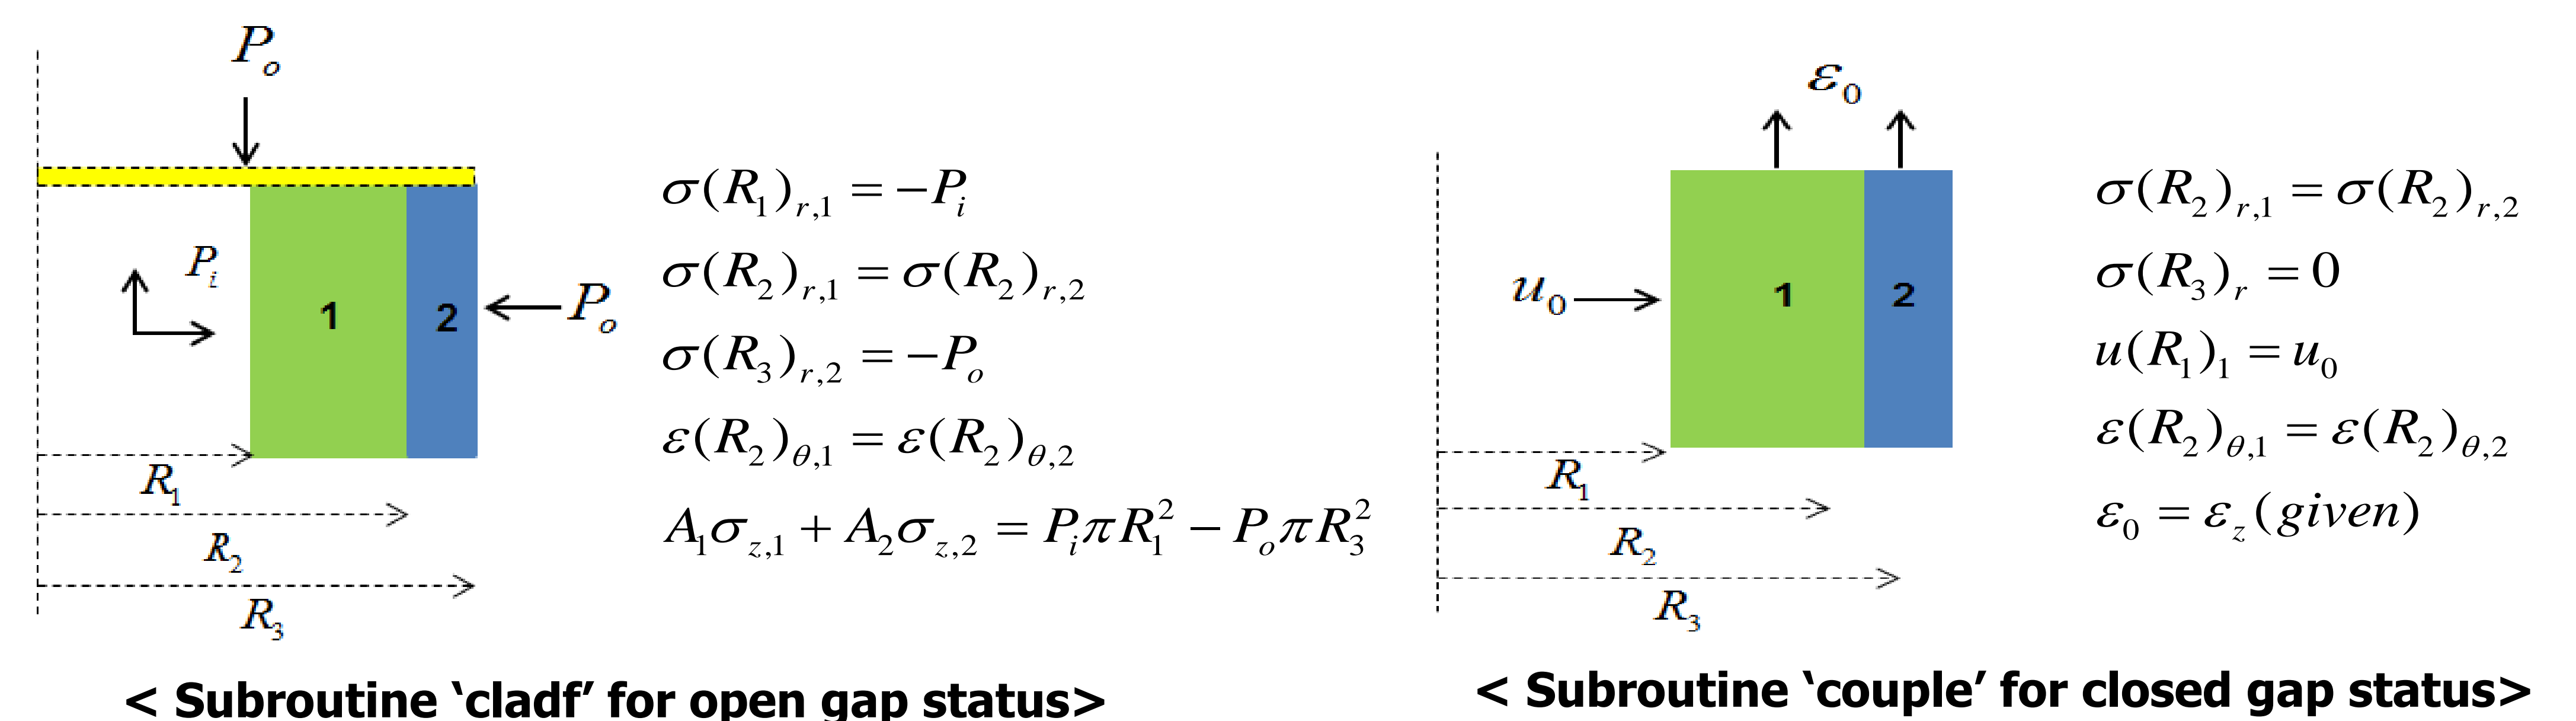 P_o
P_i
1
2
P_o
R_1
R_2
R_3
σ(R_1)_{r,1} = −P_i
σ(R_2)_{r,1} = σ(R_2)_{r,2}
σ(R_3)_{r,2} = −P_o
ε(R_2)_{θ,1} = ε(R_2)_{θ,2}
A_1σ_{z,1} + A_2σ_{z,2} = P_iπR_1^2 − P_oπR_3^2
< Subroutine ‘cladf’ for open gap status>
ε_0
u_0
1
2
R_1
R_2
R_3
σ(R_2)_{r,1} = σ(R_2)_{r,2}
σ(R_3)_r = 0
u(R_1)_1 = u_0
ε(R_2)_{θ,1} = ε(R_2)_{θ,2}
ε_0 = ε_z (given)
< Subroutine ‘couple’ for closed gap status>